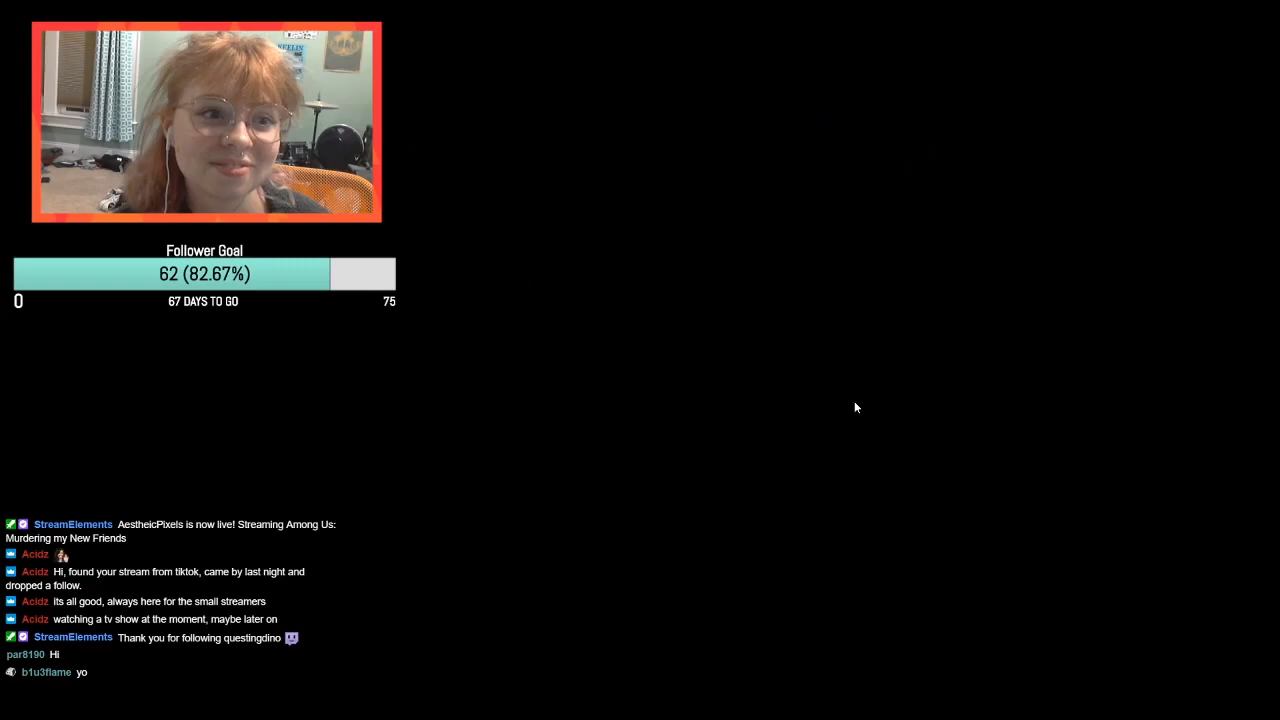 KEELIN
Follower Goal
62 (82.67%)
0
67 DAYS TO GO
75
StreamElements AestheicPixels is now live! Streaming Among Us:
Murdering my New Friends
Acidz
Acidz Hi, found your stream from tiktok, came by last night and
dropped a follow.
Acidz its all good, always here for the small streamers
Acidz watching a tv show at the moment, maybe later on
StreamElements Thank you for following questingdino
par8190 Hi
b1u3flame yo